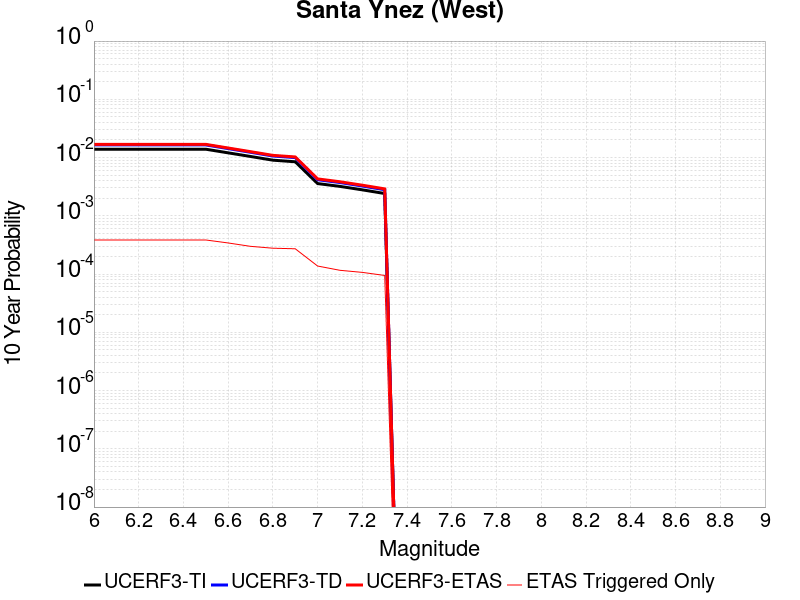 Santa Ynez (West)
10 0
10 -1
10 -2
10 -3
10 -4
10 -5
10 -6
10 -7
10 -8
10 Year Probability
6 6.2 6.4 6.6 6.8 7 7.2 7.4 7.6 7.8 8 8.2 8.4 8.6 8.8 9
Magnitude
UCERF3-TI UCERF3-TD UCERF3-ETAS ETAS Triggered Only